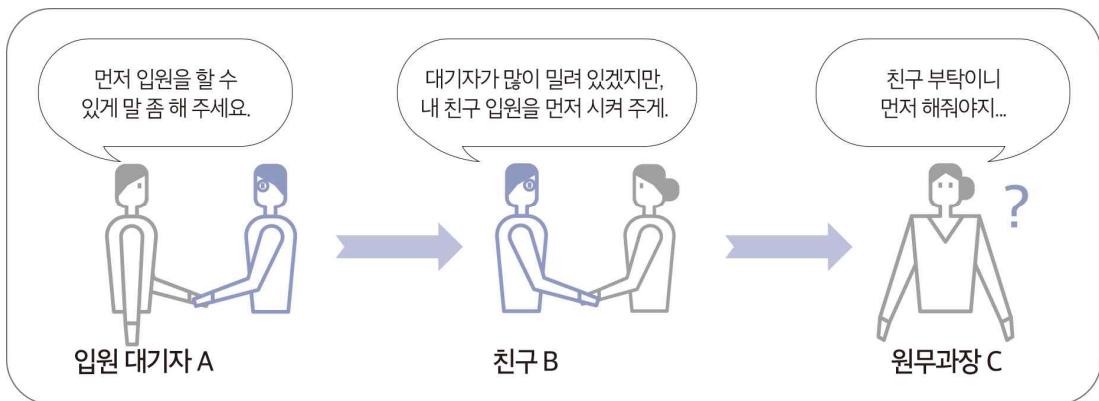 먼저 입원을 할 수
있게 말 좀 해 주세요.
대기자가 많이 밀려 있겠지만,
내 친구 입원을 먼저 시켜 주게.
친구 부탁이니
먼저 해줘야지...
?
입원 대기자 A
친구 B
원무과장 C